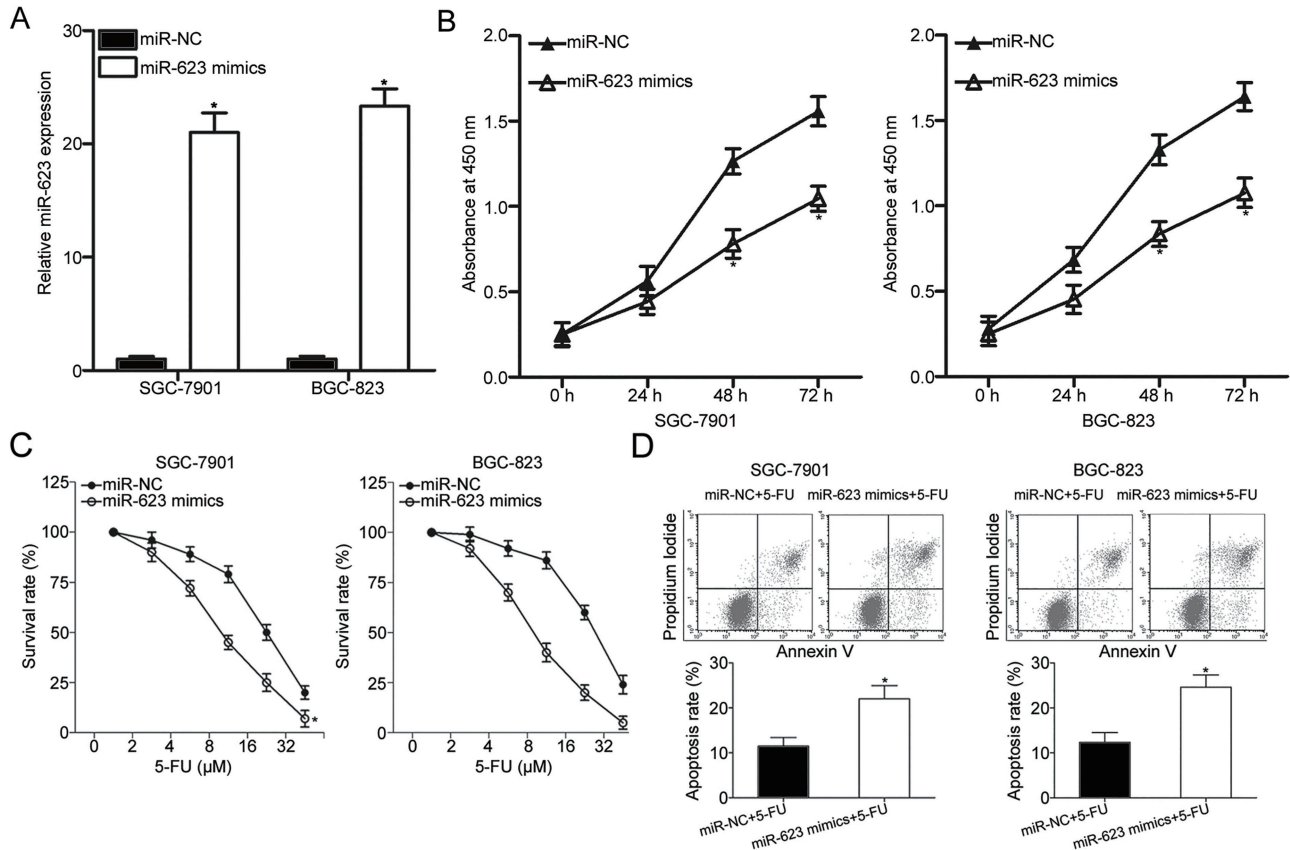 A
Relative miR-623 expression
30
20
10
0
miR-NC
miR-623 mimics
*
*
SGC-7901
BGC-823
B
Absorbance at 450 nm
2.0
1.5
1.0
0.5
0.0
miR-NC
miR-623 mimics
*
*
0 h
24 h
48 h
72 h
SGC-7901
Absorbance at 450 nm
2.0
1.5
1.0
0.5
0.0
miR-NC
miR-623 mimics
*
*
0 h
24 h
48 h
72 h
BGC-823
C
SGC-7901
Survival rate (%)
125
100
75
50
25
0
miR-NC
miR-623 mimics
*
0
2
4
8
16
32
5-FU (µM)
BGC-823
Survival rate (%)
125
100
75
50
25
0
miR-NC
miR-623 mimics
0
2
4
8
16
32
5-FU (µM)
D
SGC-7901
miR-NC+5-FU
miR-623 mimics+5-FU
Propidium Iodide
Annexin V
BGC-823
miR-NC+5-FU
miR-623 mimics+5-FU
Propidium Iodide
Annexin V
Apoptosis rate (%)
30
20
10
0
*
miR-NC+5-FU
miR-623 mimics+5-FU
Apoptosis rate (%)
30
20
10
0
*
miR-NC+5-FU
miR-623 mimics+5-FU